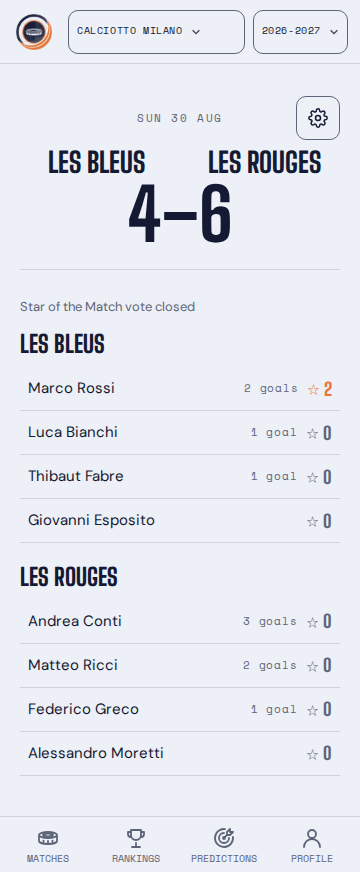 CALCIOTTO MILANO
2026-2027
SUN 30 AUG
LES BLEUS LES ROUGES
4–6
Star of the Match vote closed
LES BLEUS
Marco Rossi 2 goals ☆ 2
Luca Bianchi 1 goal ☆ 0
Thibaut Fabre 1 goal ☆ 0
Giovanni Esposito ☆ 0
LES ROUGES
Andrea Conti 3 goals ☆ 0
Matteo Ricci 2 goals ☆ 0
Federico Greco 1 goal ☆ 0
Alessandro Moretti ☆ 0
MATCHES RANKINGS PREDICTIONS PROFILE